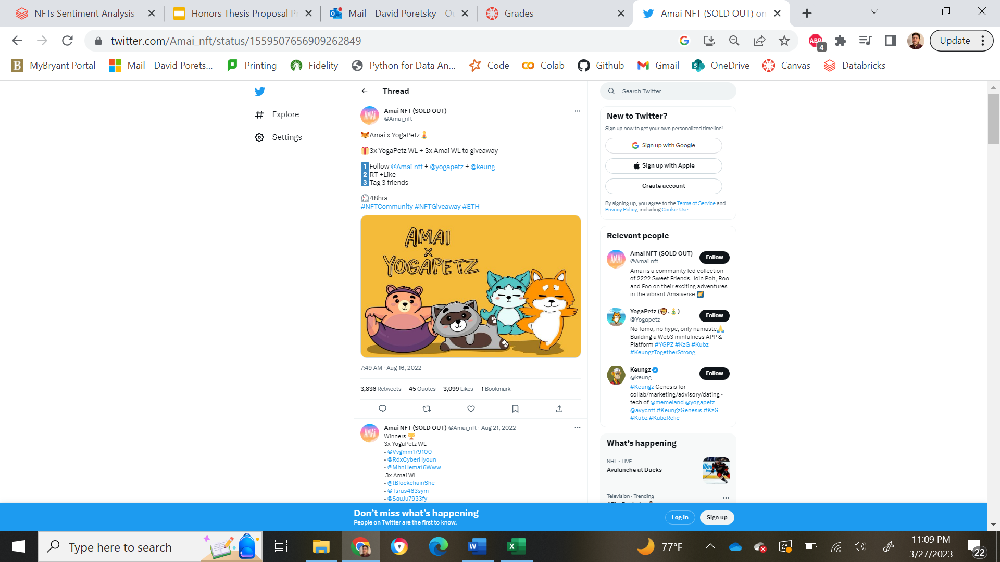 NFTs Sentiment Analysis -
Honors Thesis Proposal Pr
Mail - David Poretsky - Ou
Grades
Amai NFT (SOLD OUT) on
twitter.com/Amai_nft/status/1559507656909262849
ABP
4
Update
B
MyBryant Portal
Mail - David Porets...
Printing
Fidelity
Python for Data An...
Code
Colab
Github
Gmail
OneDrive
Canvas
Databricks
Explore
Settings
Thread
AMAI
Amai NFT (SOLD OUT)
@Amai_nft
🦊Amai x YogaPetz🧘
🎁3x YogaPetz WL + 3x Amai WL to giveaway
1 Follow @Amai_nft + @yogapetz + @keung
2 RT +Like
3 Tag 3 friends
🕓48hrs
#NFTCommunity #NFTGiveaway #ETH
AMAI
X
YOGAPETZ
7:49 AM · Aug 16, 2022
3,836 Retweets 45 Quotes 3,099 Likes 1 Bookmark
AMAI
Amai NFT (SOLD OUT) @Amai_nft · Aug 21, 2022
Winners 🏆
3x YogaPetz WL
• @Vvgmm179100
• @RdxCyberHyoun
• @MhnHema16Www
3x Amai WL
• @tBlockchainShe
• @Tsrus463sym
• @SauJu7933fy
Search Twitter
New to Twitter?
Sign up now to get your own personalized timeline!
Sign up with Google
Sign up with Apple
Create account
By signing up, you agree to the Terms of Service and
Privacy Policy, including Cookie Use.
Relevant people
AMAI
Amai NFT (SOLD OUT)
@Amai_nft
Follow
Amai is a community led collection
of 2222 Sweet Friends. Join Poh, Roo
and Foo on their exciting adventures
in the vibrant Amaiverse
YogaPetz (🦁,🧘)
@Yogapetz
Follow
No fomo, no hype, only namaste🙏
Building a Web3 minfulness APP &
Platform #YGPZ #KzG #Kubz
#KeungzTogetherStrong
Keungz
@keung
Follow
#Keungz Genesis for
collab/marketing/advisory/dating •
tech of @memeland @yogapetz
@avycnft #KeungzGenesis #KzG
#Kubz #KubzRelic
What's happening
NHL · LIVE
Avalanche at Ducks
Television · Trending
Don't miss what's happening
People on Twitter are the first to know.
Log in
Sign up
Type here to search
77°F
11:09 PM
3/27/2023
22